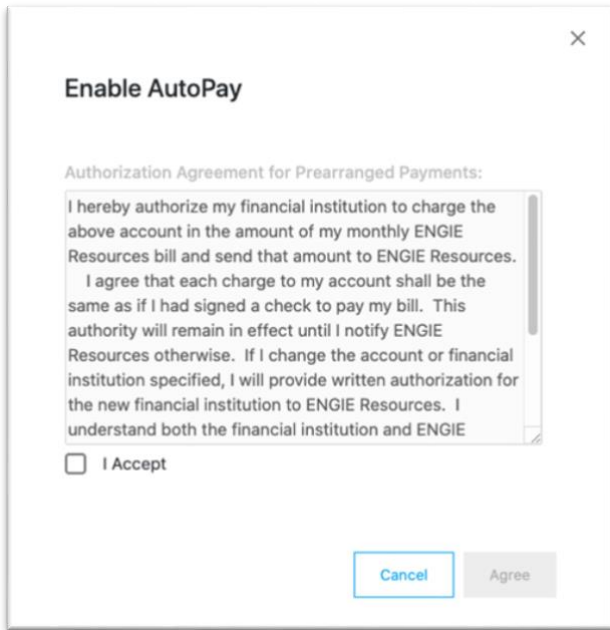 Enable AutoPay
Authorization Agreement for Prearranged Payments:
I hereby authorize my financial institution to charge the
above account in the amount of my monthly ENGIE
Resources bill and send that amount to ENGIE Resources.
I agree that each charge to my account shall be the
same as if I had signed a check to pay my bill.  This
authority will remain in effect until I notify ENGIE
Resources otherwise.  If I change the account or financial
institution specified, I will provide written authorization for
the new financial institution to ENGIE Resources.  I
understand both the financial institution and ENGIE
I Accept
Cancel
Agree